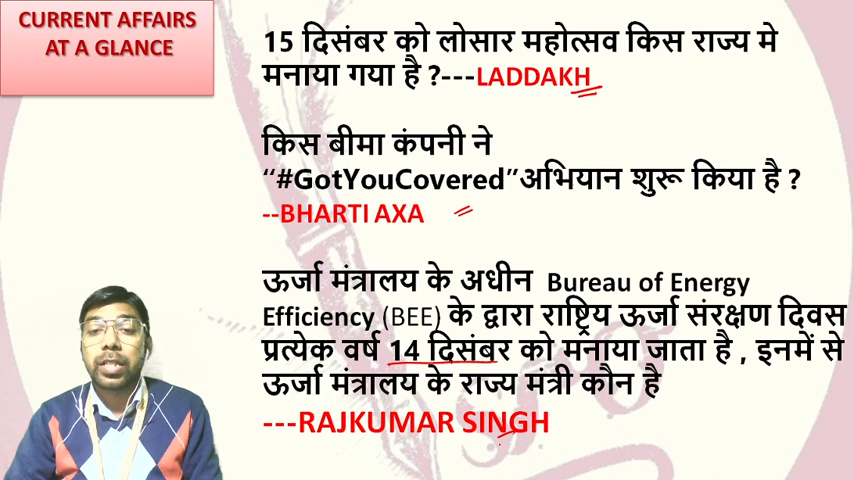 CURRENT AFFAIRS
AT A GLANCE
15 दिसंबर को लोसार महोत्सव किस राज्य मे
मनाया गया है ?---LADDAKH
किस बीमा कंपनी ने
“#GotYouCovered”अभियान शुरू किया है ?
--BHARTI AXA
ऊर्जा मंत्रालय के अधीन Bureau of Energy
Efficiency (BEE) के द्वारा राष्ट्रिय ऊर्जा संरक्षण दिवस
प्रत्येक वर्ष 14 दिसंबर को मनाया जाता है , इनमें से
ऊर्जा मंत्रालय के राज्य मंत्री कौन है
---RAJKUMAR SINGH